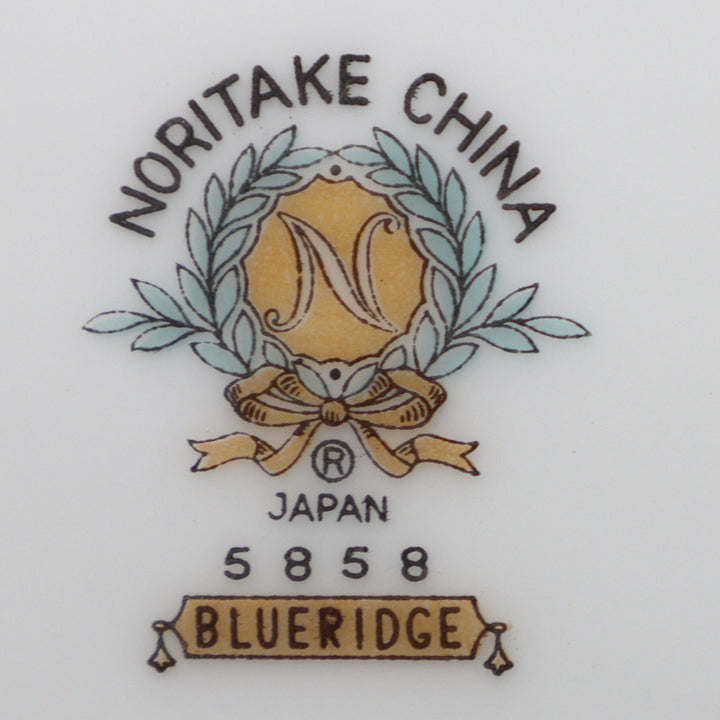 NORITAKE CHINA
N
®
JAPAN
5858
BLUERIDGE